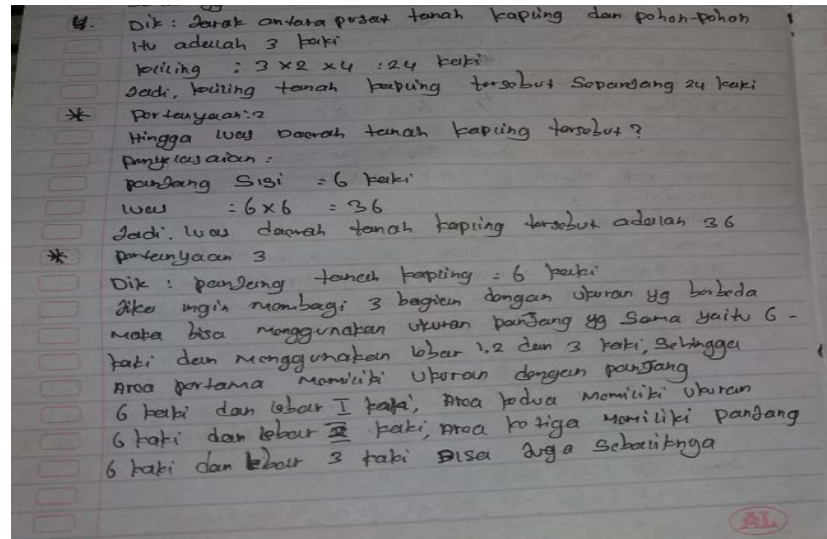 4. Dik : Jarak antara pusat tanah kapling dan pohon-pohon
itu adalah 3 kaki
keliling : 3 x 2 x 4 : 24 kaki
Jadi, keliling tanah kapling tersebut Sepanjang 24 kaki
* Pertanyaan : 2
Hingga luas Daerah tanah kapling tersebut ?
Penyelasaian :
panjang Sisi = 6 kaki
luas : 6 x 6 = 36
Jadi. luas daerah tanah kapling tersebut adalah 36
* Pertanyaan 3
Dik : panjang tanah kapling = 6 kaki
Jika ingin membagi 3 bagian dengan ukuran yg berbeda
maka bisa menggunakan ukuran panjang yg Sama yaitu 6 -
kaki dan menggunakan lebar 1,2 dan 3 kaki, Sehingga
Area pertama memiliki ukuran dengan panjang
6 kaki dan lebar I kaki, Area kedua memiliki ukuran
6 kaki dan lebar II kaki, Area ketiga memiliki panjang
6 kaki dan lebar 3 kaki Bisa Juga Sebaliknya
AL